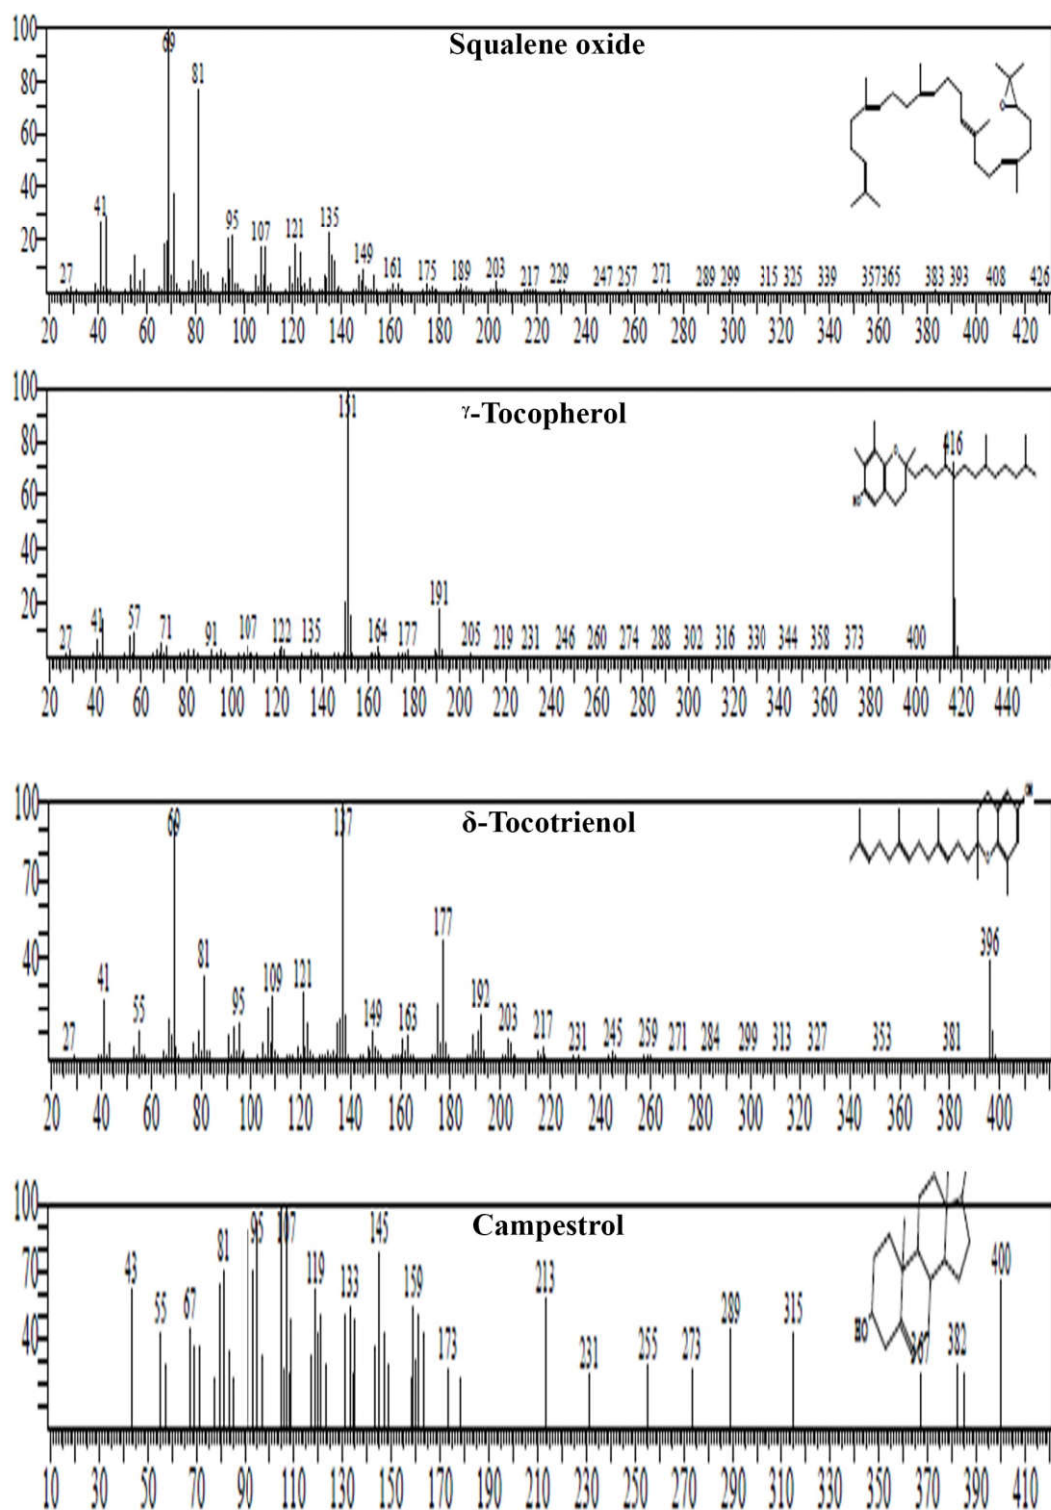 100
80
60
40
20
Squalene oxide
O
27 41 69 81 95 107 121 135 149 161 175 189 203 217 229 247 257 271 289 299 315 325 339 357 365 383 393 408 426
20 40 60 80 100 120 140 160 180 200 220 240 260 280 300 320 340 360 380 400 420
100
80
60
40
20
γ-Tocopherol
O
HO
27 41 57 71 91 107 122 135 151 164 177 191 205 219 231 246 260 274 288 302 316 330 344 358 373 400 416
20 40 60 80 100 120 140 160 180 200 220 240 260 280 300 320 340 360 380 400 420 440
100
70
40
δ-Tocotrienol
OH
27 41 55 69 81 95 109 121 137 149 163 177 192 203 217 231 245 259 271 284 299 313 327 353 381 396
20 40 60 80 100 120 140 160 180 200 220 240 260 280 300 320 340 360 380 400
100
70
40
Campestrol
HO
43 55 67 81 95 107 119 133 145 159 173 213 231 255 273 289 315 367 382 400
10 30 50 70 90 110 130 150 170 190 210 230 250 270 290 310 330 350 370 390 410